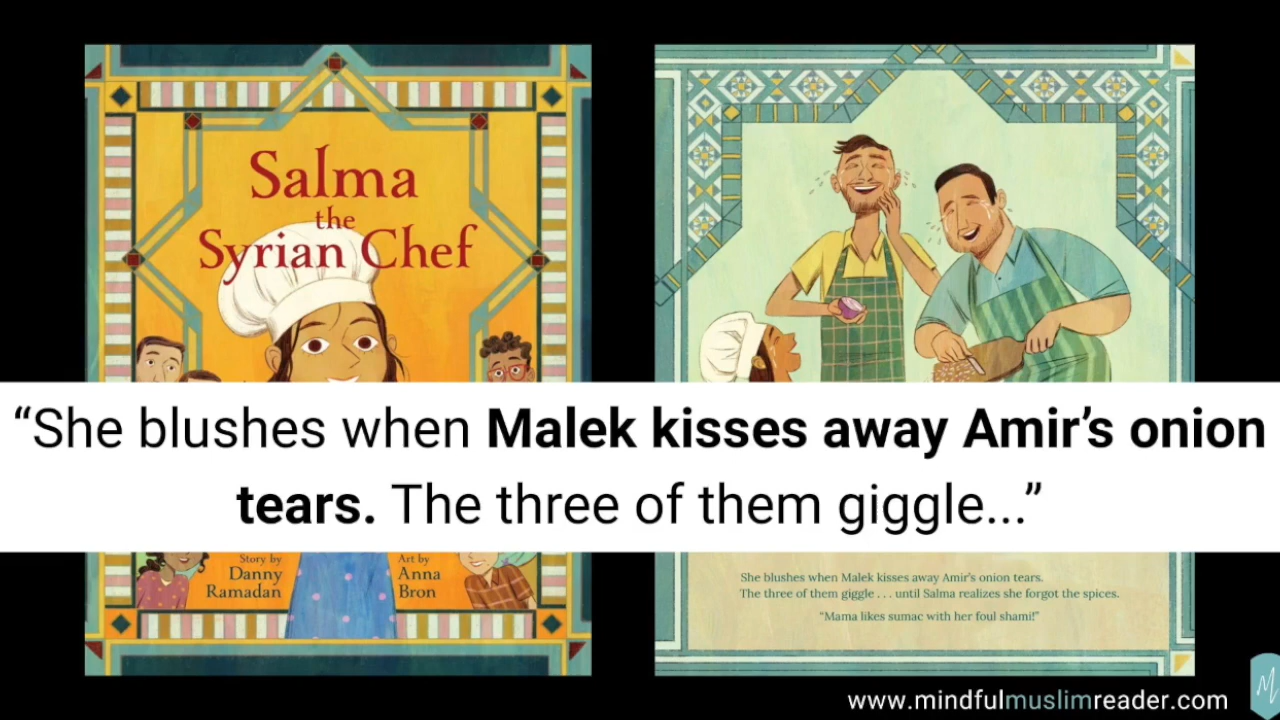 Salma
the
Syrian Chef
“She blushes when Malek kisses away Amir’s onion
tears. The three of them giggle...”
Story by
Danny
Ramadan
Art by
Anna
Bron
She blushes when Malek kisses away Amir’s onion tears.
The three of them giggle . . . until Salma realizes she forgot the spices.
“Mama likes sumac with her foul shami!”
www.mindfulmuslimreader.com
M